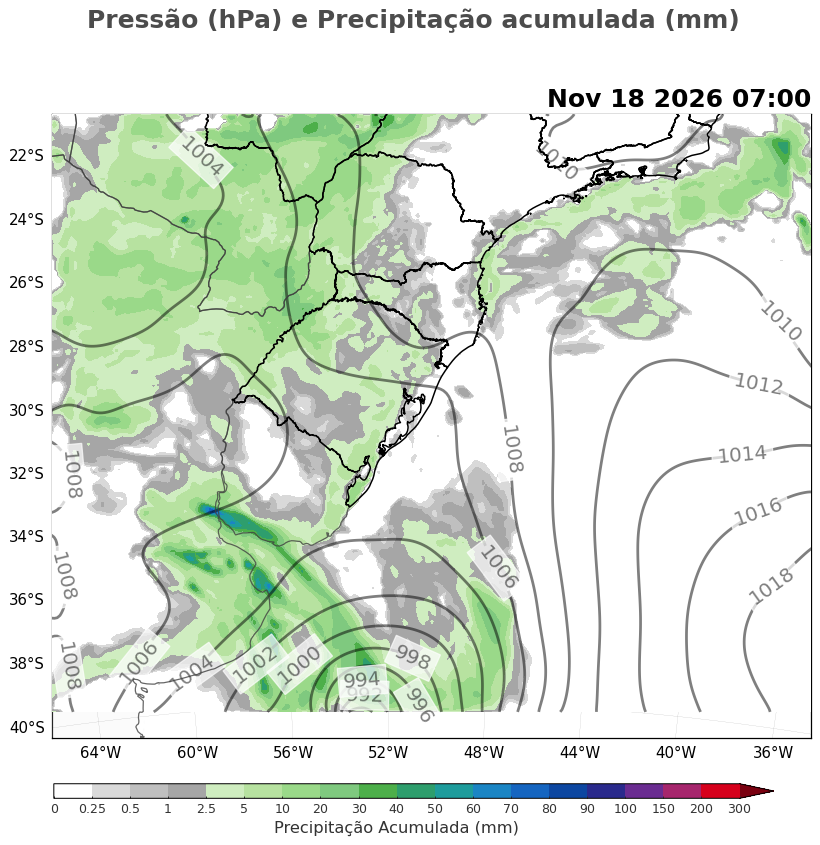 Pressão (hPa) e Precipitação acumulada (mm)
Nov 18 2026 07:00
22°S
24°S
26°S
28°S
30°S
32°S
34°S
36°S
38°S
40°S
1004
1010
1010
1012
1014
1016
1018
1008
1008
1008
1008
1006
1006
1004
1002
1000
998
996
994
992
64°W 60°W 56°W 52°W 48°W 44°W 40°W 36°W
0 0.25 0.5 1 2.5 5 10 20 30 40 50 60 70 80 90 100 150 200 300
Precipitação Acumulada (mm)